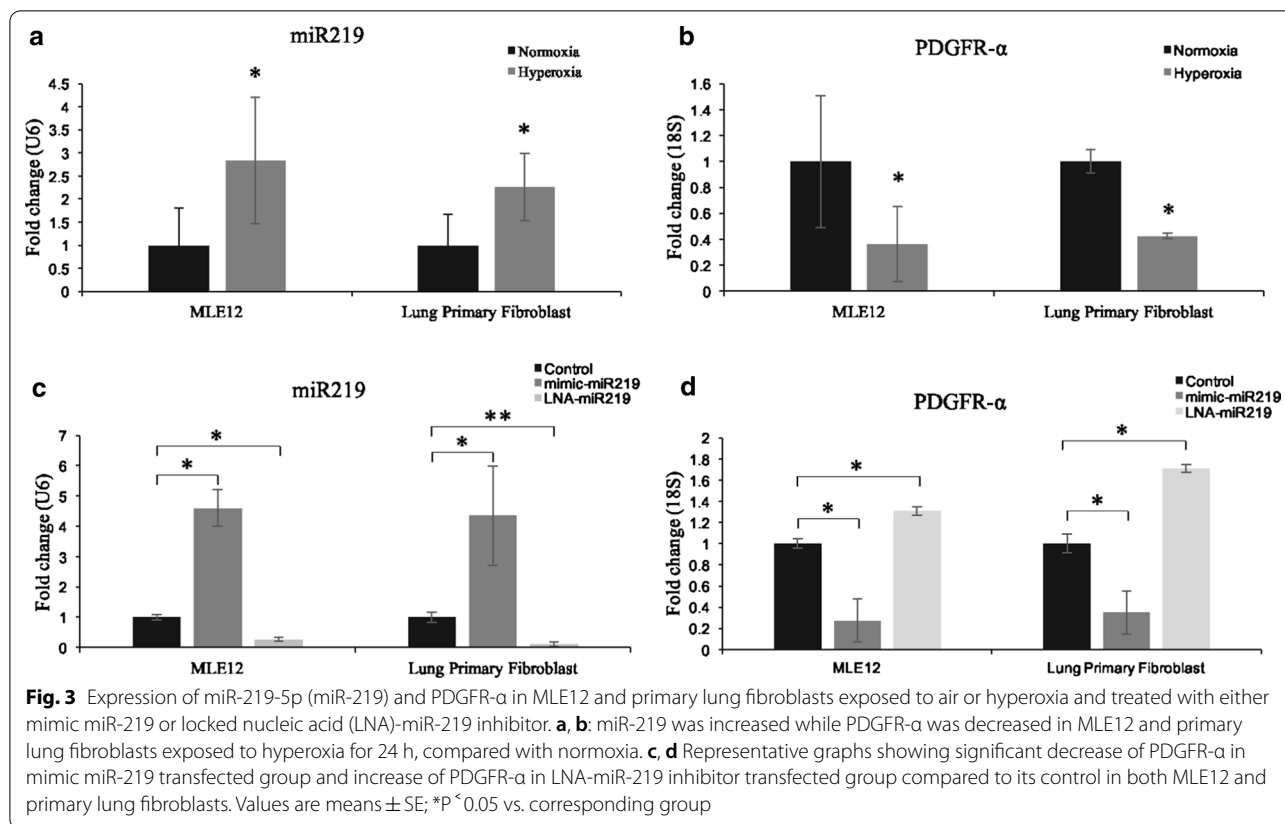 a
miR219
Normoxia
Hyperoxia
*
*
4.5
4
3.5
3
2.5
2
1.5
1
0.5
0
Fold change (U6)
MLE12
Lung Primary Fibroblast
b
PDGFR-α
Normoxia
Hyperoxia
*
*
1.6
1.4
1.2
1
0.8
0.6
0.4
0.2
0
Fold change (18S)
MLE12
Lung Primary Fibroblast
c
miR219
Control
mimic-miR219
LNA-miR219
*
*
**
*
8
7
6
5
4
3
2
1
0
Fold change (U6)
MLE12
Lung Primary Fibroblast
d
PDGFR-α
Control
mimic-miR219
LNA-miR219
*
*
*
*
2
1.8
1.6
1.4
1.2
1
0.8
0.6
0.4
0.2
0
Fold change (18S)
MLE12
Lung Primary Fibroblast
Fig. 3 Expression of miR-219-5p (miR-219) and PDGFR-α in MLE12 and primary lung fibroblasts exposed to air or hyperoxia and treated with either
mimic miR-219 or locked nucleic acid (LNA)-miR-219 inhibitor. a, b: miR-219 was increased while PDGFR-α was decreased in MLE12 and primary
lung fibroblasts exposed to hyperoxia for 24 h, compared with normoxia. c, d Representative graphs showing significant decrease of PDGFR-α in
mimic miR-219 transfected group and increase of PDGFR-α in LNA-miR-219 inhibitor transfected group compared to its control in both MLE12 and
primary lung fibroblasts. Values are means ± SE; *P < 0.05 vs. corresponding group